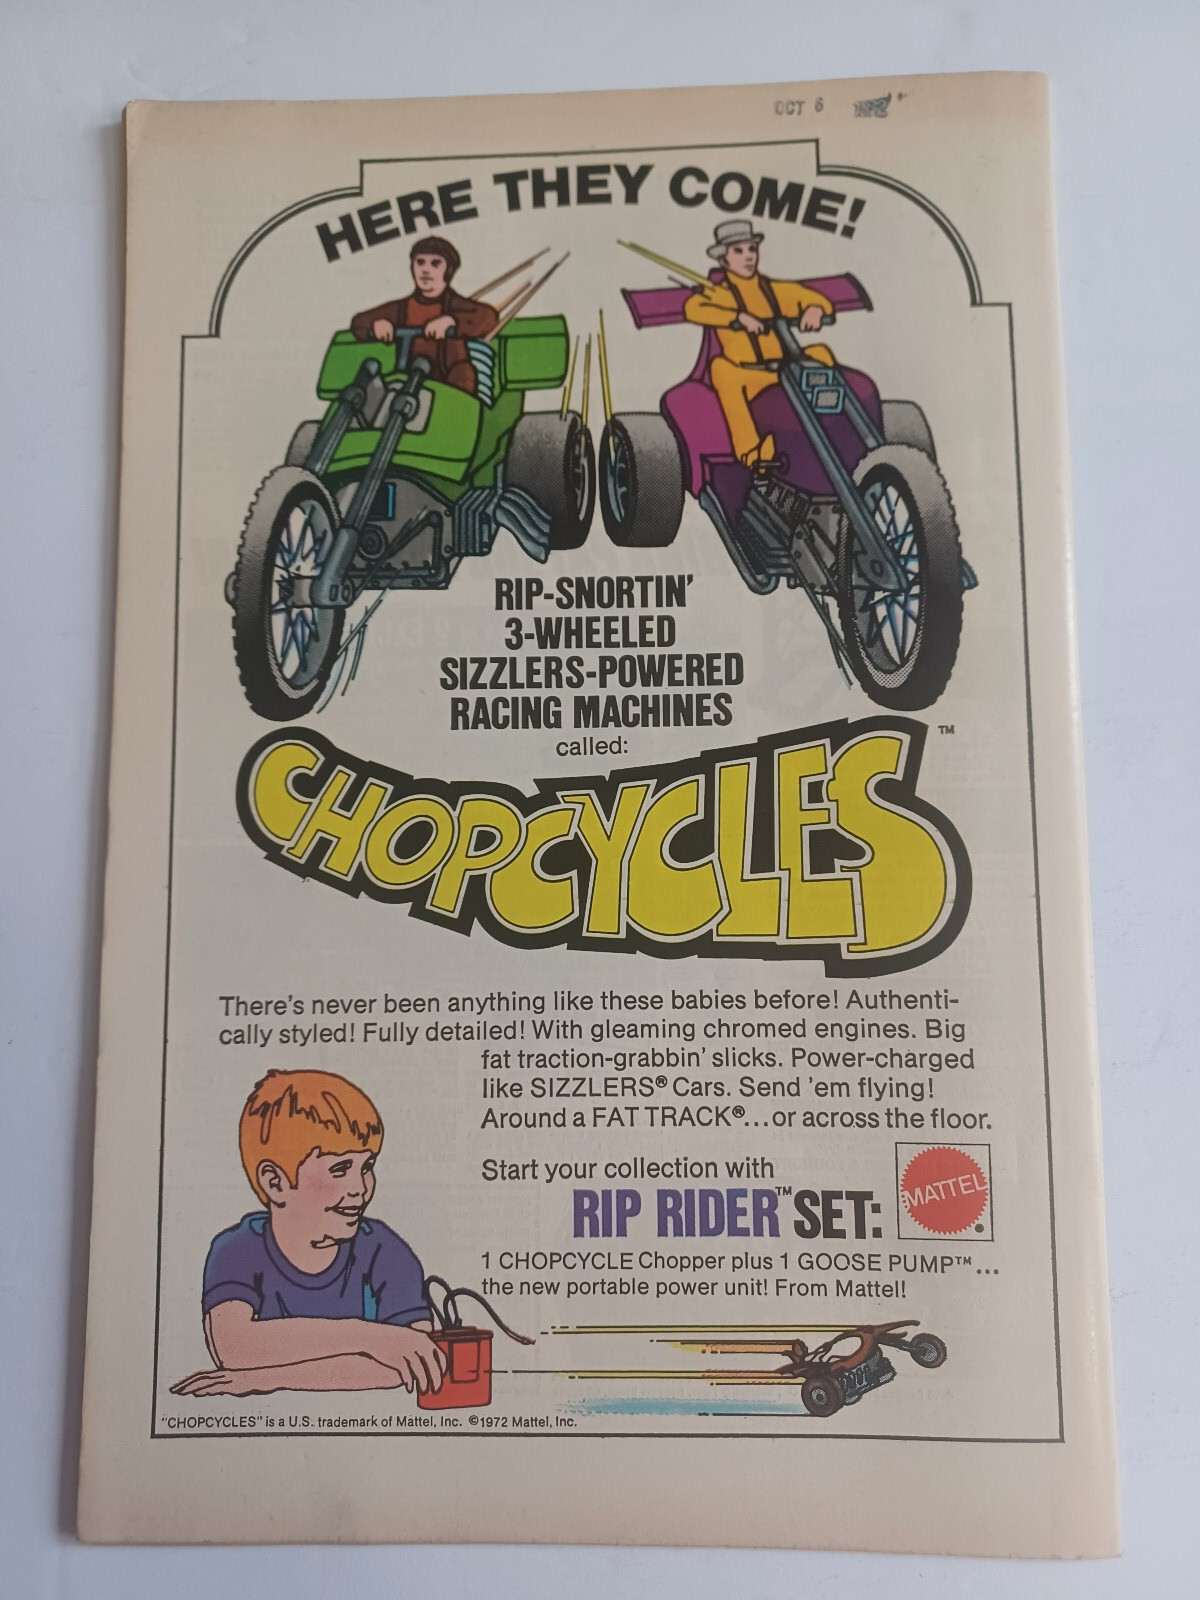 OCT 6
HERE THEY COME!
RIP-SNORTIN'
3-WHEELED
SIZZLERS-POWERED
RACING MACHINES
called:
CHOPCYCLES™
There's never been anything like these babies before! Authenti-
cally styled! Fully detailed! With gleaming chromed engines. Big
fat traction-grabbin' slicks. Power-charged
like SIZZLERS® Cars. Send 'em flying!
Around a FAT TRACK®...or across the floor.
Start your collection with
RIP RIDER™ SET:
MATTEL
1 CHOPCYCLE Chopper plus 1 GOOSE PUMP™...
the new portable power unit! From Mattel!
"CHOPCYCLES" is a U.S. trademark of Mattel, Inc. ©1972 Mattel, Inc.